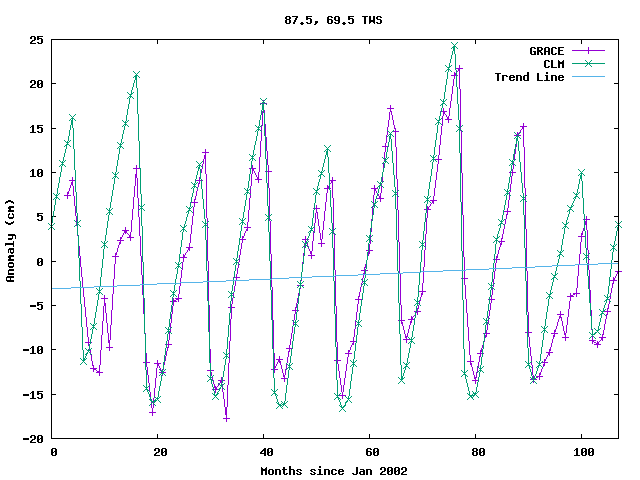 87.5, 69.5 TWS
GRACE
CLM
Trend Line
25
20
15
10
5
0
-5
-10
-15
-20
Anomaly (cm)
0 20 40 60 80 100
Months since Jan 2002